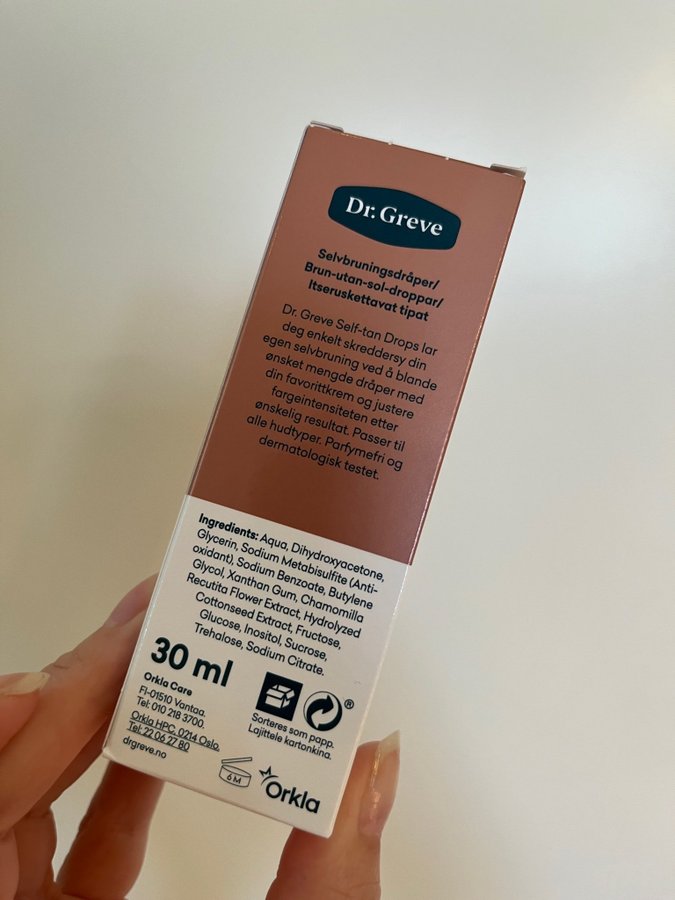 Dr. Greve
Selvbruningsdråper/
Brun-utan-sol-droppar/
Itseruskettavat tipat
Dr. Greve Self-tan Drops lar
deg enkelt skreddersy din
egen selvbruning ved å blande
ønsket mengde dråper med
din favorittkrem og justere
fargeintensiteten etter
ønskelig resultat. Passer til
alle hudtyper. Parfymefri og
dermatologisk testet.
Ingredients: Aqua, Dihydroxyacetone,
Glycerin, Sodium Metabisulfite (Anti-
oxidant), Sodium Benzoate, Butylene
Glycol, Xanthan Gum, Chamomilla
Recutita Flower Extract, Hydrolyzed
Cottonseed Extract, Fructose,
Glucose, Inositol, Sucrose,
Trehalose, Sodium Citrate.
30 ml
Orkla Care
FI-01510 Vantaa.
Tel: 010 218 3700.
Orkla HPC, 0214 Oslo.
Tel: 22 06 27 80
drgreve.no
®
Sorteres som papp.
Lajittele kartonkina.
6 M
Orkla